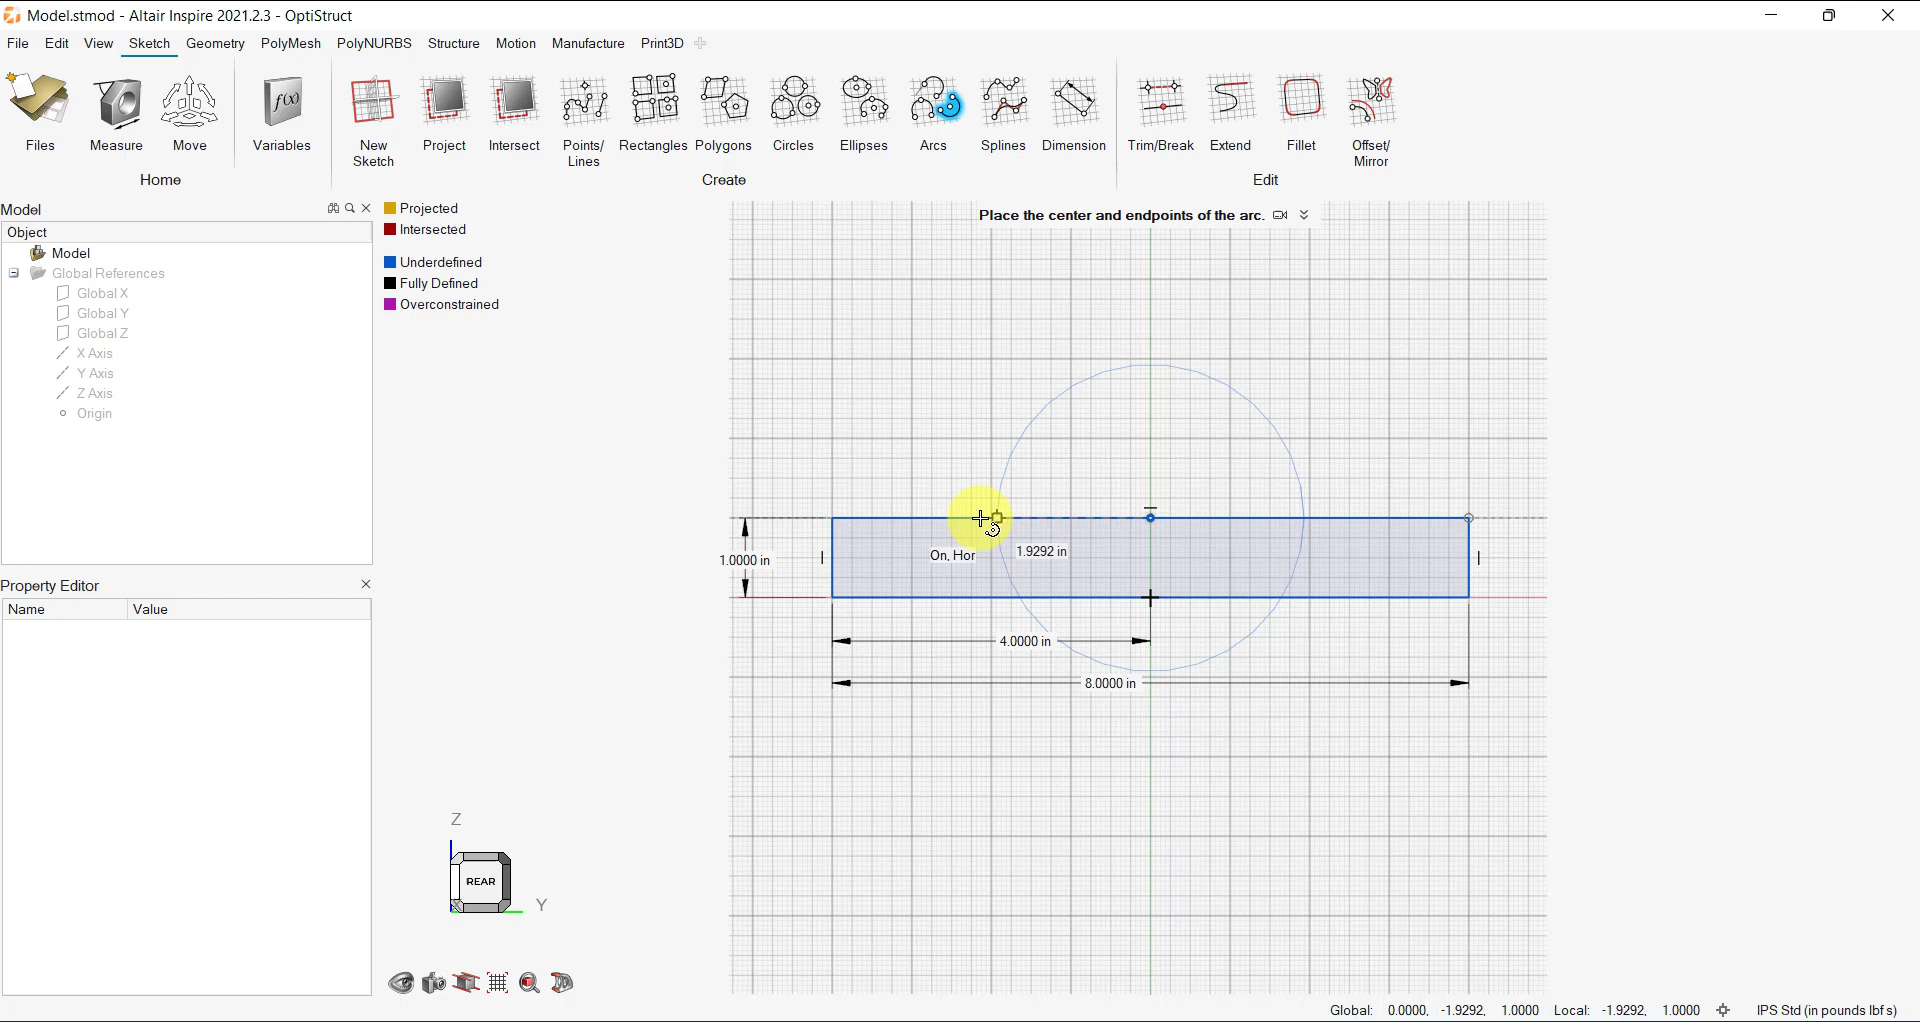 Model.stmod - Altair Inspire 2021.2.3 - OptiStruct
File Edit View Sketch Geometry PolyMesh PolyNURBS Structure Motion Manufacture Print3D
f(x)
Files Measure Move Variables New Sketch Project Intersect Points/ Lines Rectangles Polygons Circles Ellipses Arcs Splines Dimension Trim/Break Extend Fillet Offset/ Mirror
Home Create Edit
Model
Object
Model
Global References
Global X
Global Y
Global Z
X Axis
Y Axis
Z Axis
Origin
Property Editor
Name Value
Projected
Intersected
Underdefined
Fully Defined
Overconstrained
Place the center and endpoints of the arc.
On, Hor
1.9292 in
1.0000 in
4.0000 in
8.0000 in
Z
REAR
Y
Global: 0.0000, -1.9292, 1.0000 Local: -1.9292, 1.0000 IPS Std (in pounds lbf s)